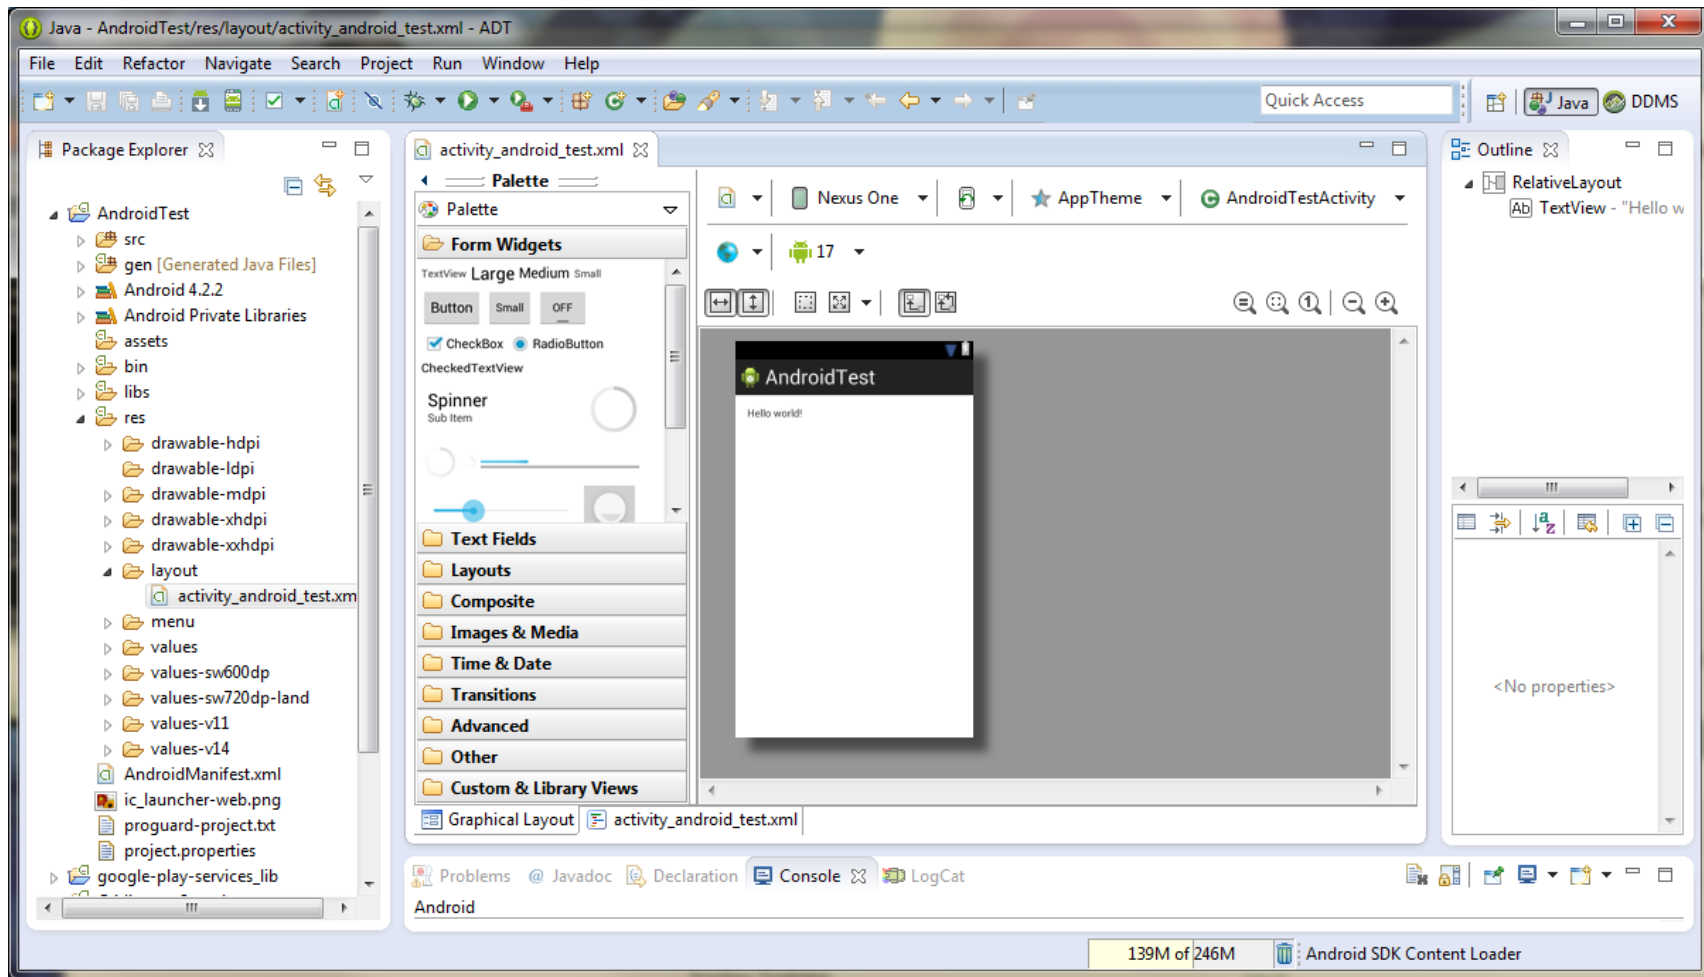 Java - AndroidTest/res/layout/activity_android_test.xml - ADT
File Edit Refactor Navigate Search Project Run Window Help
Quick Access
Java
DDMS
Package Explorer
AndroidTest
src
gen [Generated Java Files]
Android 4.2.2
Android Private Libraries
assets
bin
libs
res
drawable-hdpi
drawable-ldpi
drawable-mdpi
drawable-xhdpi
drawable-xxhdpi
layout
activity_android_test.xm
menu
values
values-sw600dp
values-sw720dp-land
values-v11
values-v14
AndroidManifest.xml
ic_launcher-web.png
proguard-project.txt
project.properties
google-play-services_lib
activity_android_test.xml
Palette
Palette
Form Widgets
TextView Large Medium Small
Button Small OFF
CheckBox RadioButton
CheckedTextView
Spinner
Sub Item
Text Fields
Layouts
Composite
Images & Media
Time & Date
Transitions
Advanced
Other
Custom & Library Views
Nexus One AppTheme AndroidTestActivity
17
AndroidTest
Hello world!
Graphical Layout activity_android_test.xml
Outline
RelativeLayout
Ab TextView - "Hello w
<No properties>
Problems @ Javadoc Declaration Console LogCat
Android
139M of 246M Android SDK Content Loader